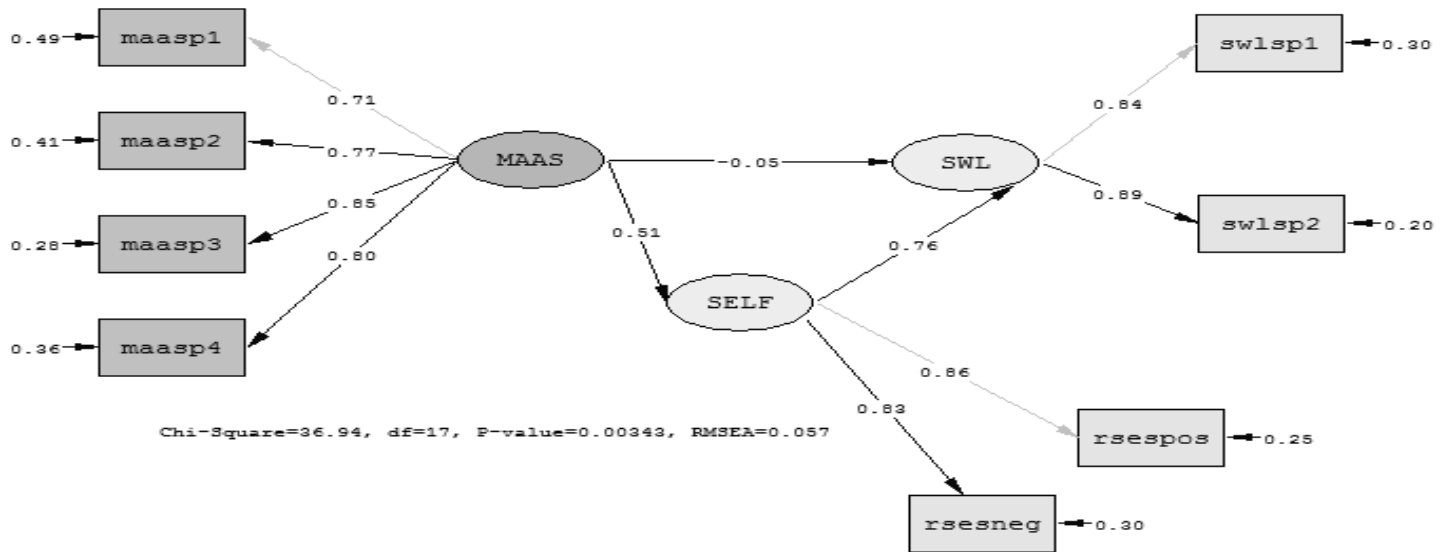 0.49 maasp1
swlsp1 0.30
0.71
0.84
0.41 maasp2
0.77
MAAS
-0.05
SWL
0.85
0.89
0.28 maasp3
0.80
0.51
0.76
swlsp2 0.20
SELF
0.36 maasp4
0.86
0.83
Chi-Square=36.94, df=17, P-value=0.00343, RMSEA=0.057
rsespos 0.25
rsesneg 0.30